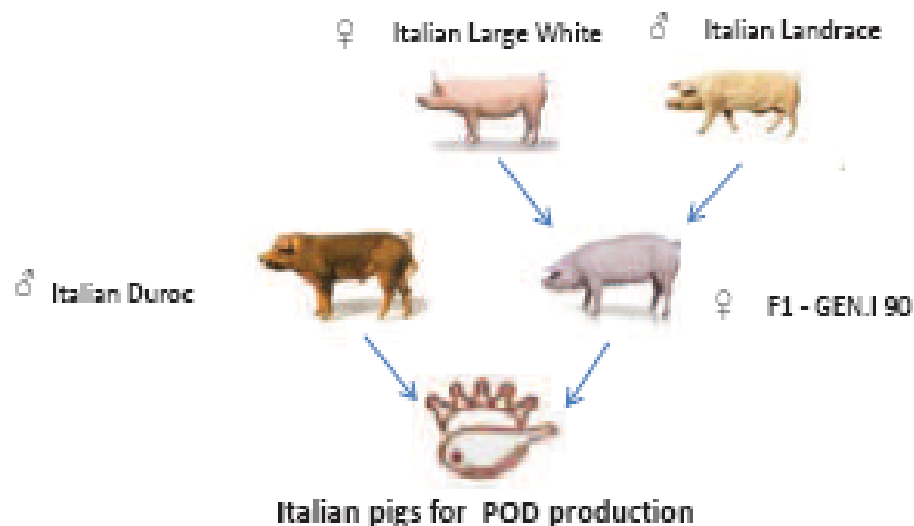 ♀ Italian Large White ♂ Italian Landrace
♂ Italian Duroc
♀ F1 - GEN.I 90
Italian pigs for POD production